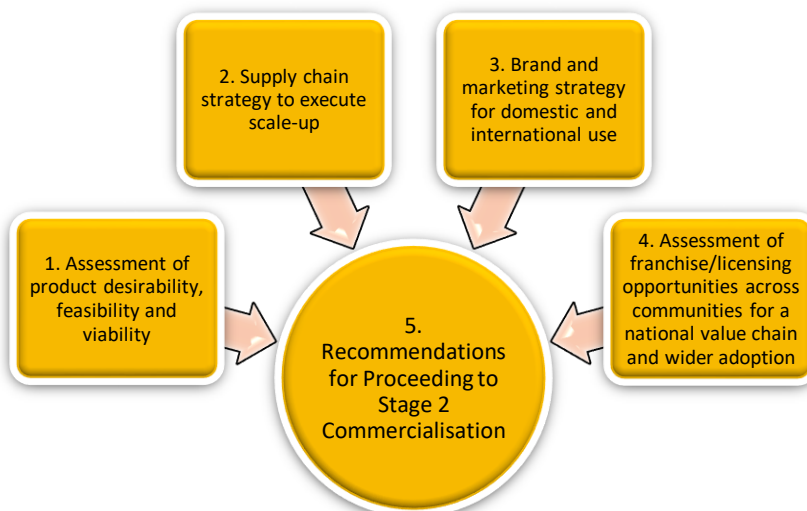 1. Assessment of
product desirability,
feasibility and
viability
2. Supply chain
strategy to execute
scale-up
3. Brand and
marketing strategy
for domestic and
international use
4. Assessment of
franchise/licensing
opportunities across
communities for a
national value chain
and wider adoption
5.
Recommendations
for Proceeding to
Stage 2
Commercialisation